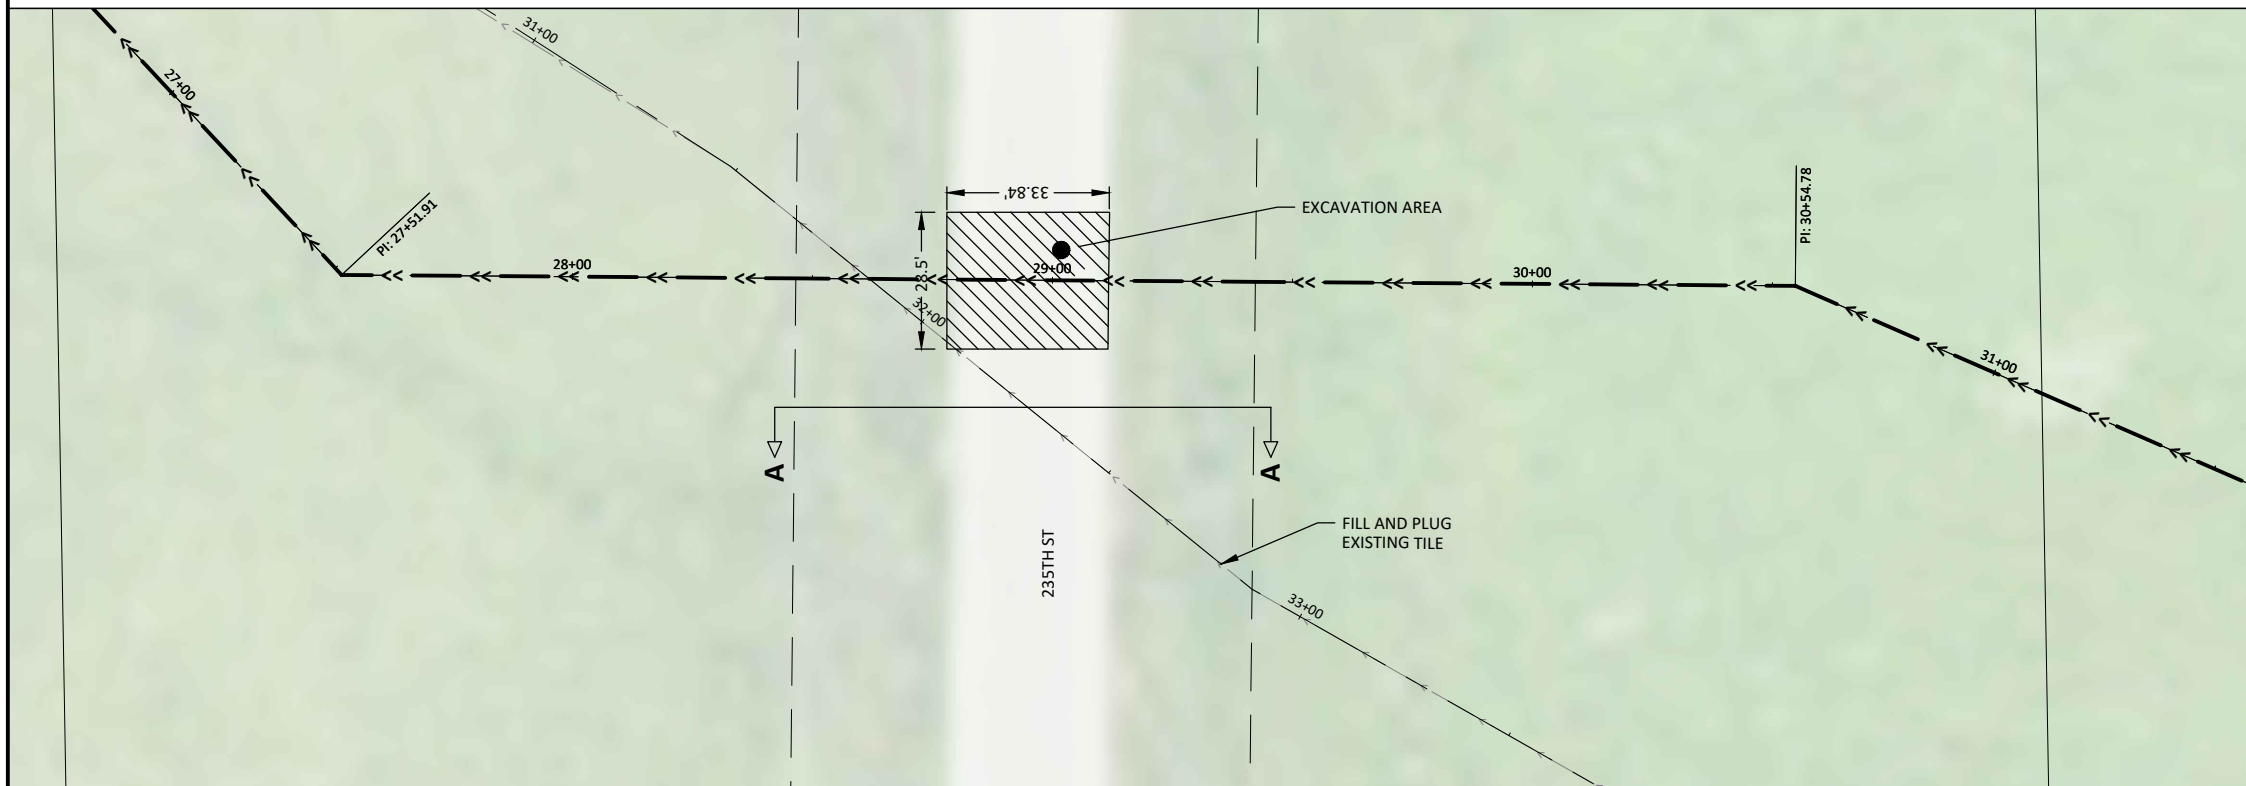 31+00
27+00
33.84'
PI: 27+51.91
EXCAVATION AREA
PI: 30+54.78
28+00
28.5'
29+00
30+00
32+00
31+00
A
A
FILL AND PLUG
EXISTING TILE
235TH ST
33+00